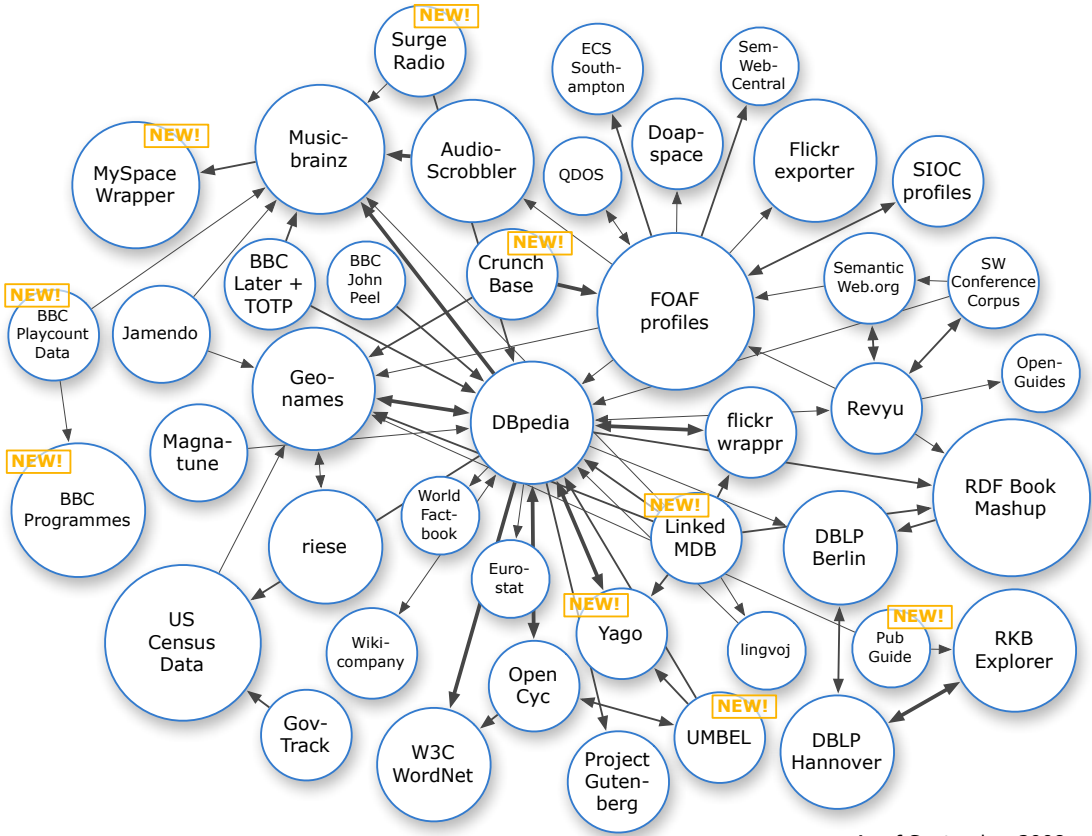 NEW!
Surge
Radio
ECS
South-
ampton
Sem-
Web-
Central
NEW!
MySpace
Wrapper
Music-
brainz
Audio-
Scrobbler
QDOS
Doap-
space
Flickr
exporter
SIOC
profiles
NEW!
BBC
Playcount
Data
Jamendo
BBC
Later +
TOTP
BBC
John
Peel
NEW!
Crunch
Base
FOAF
profiles
Semantic
Web.org
SW
Conference
Corpus
Geo-
names
DBpedia
flickr
wrappr
Revyu
Open-
Guides
NEW!
BBC
Programmes
Magna-
tune
riese
World
Fact-
book
Euro-
stat
NEW!
Linked
MDB
DBLP
Berlin
RDF Book
Mashup
US
Census
Data
Wiki-
company
Open
Cyc
NEW!
Yago
lingvoj
NEW!
Pub
Guide
RKB
Explorer
Gov-
Track
W3C
WordNet
Project
Guten-
berg
NEW!
UMBEL
DBLP
Hannover